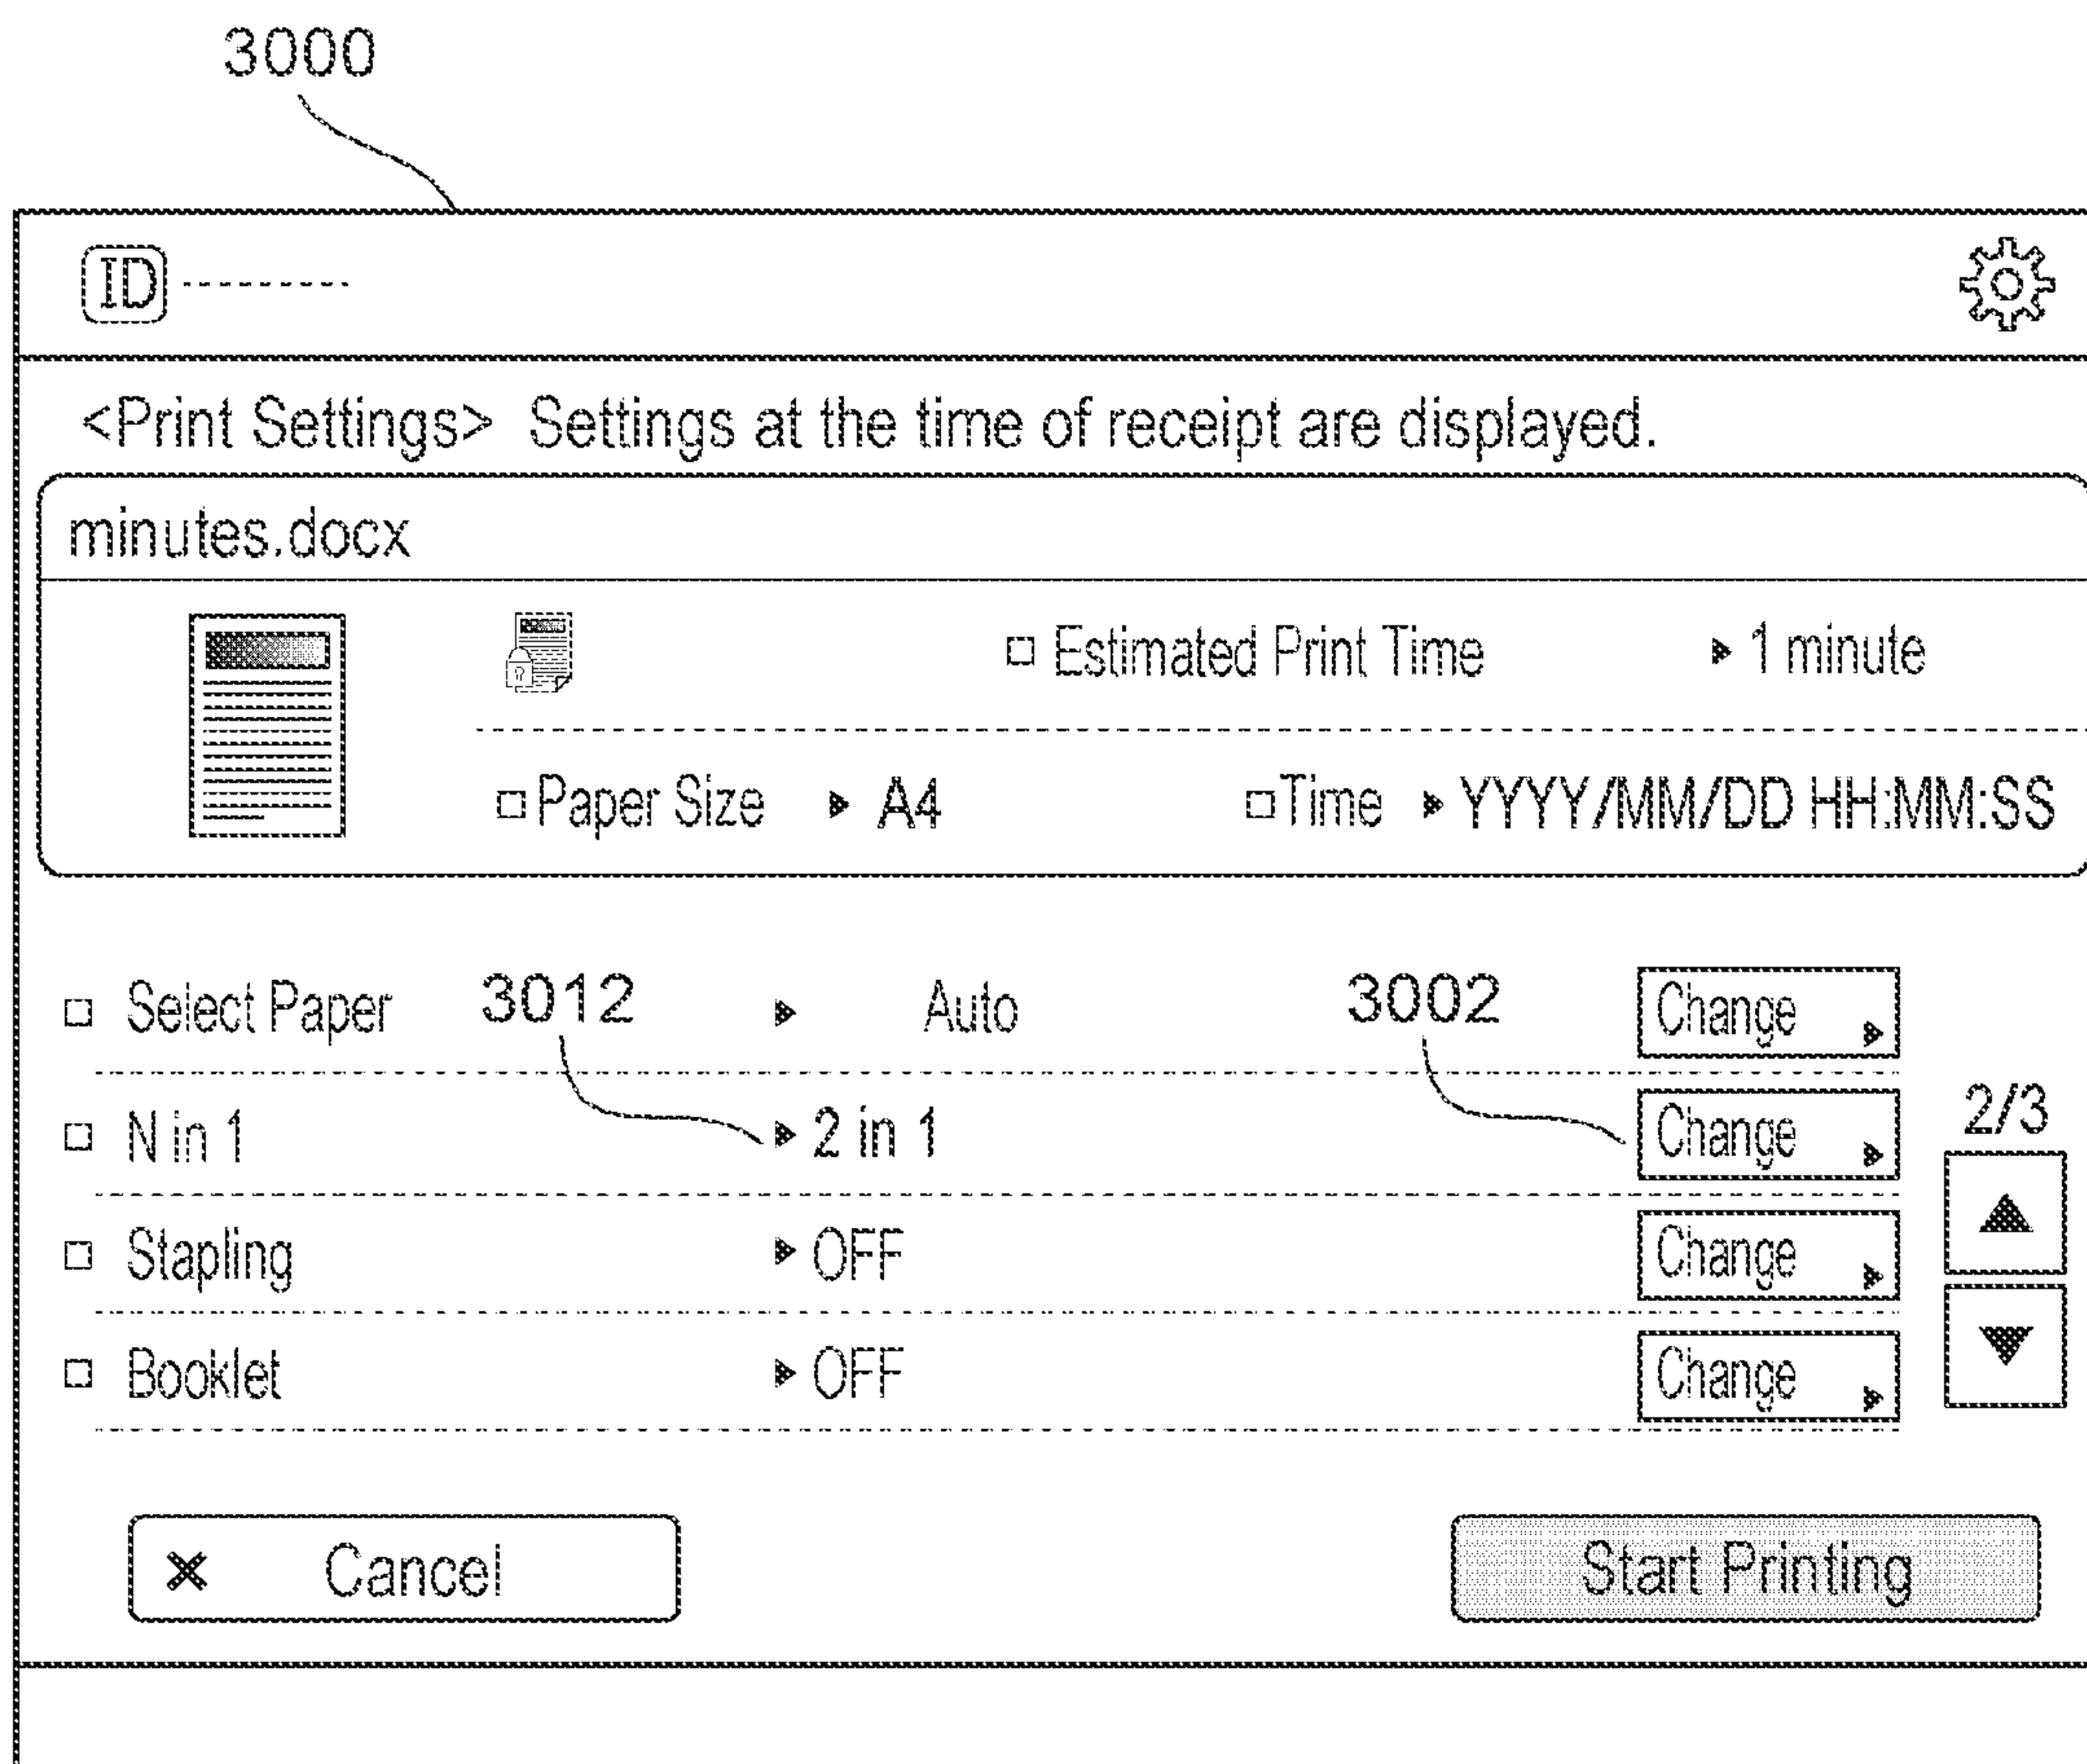 3000
ID ---------
<Print Settings> Settings at the time of receipt are displayed.
minutes.docx
Estimated Print Time 1 minute
Paper Size A4 Time YYYY/MM/DD HH:MM:SS
Select Paper 3012 Auto 3002 Change
N in 1 2 in 1 Change 2/3
Stapling OFF Change
Booklet OFF Change
Cancel Start Printing